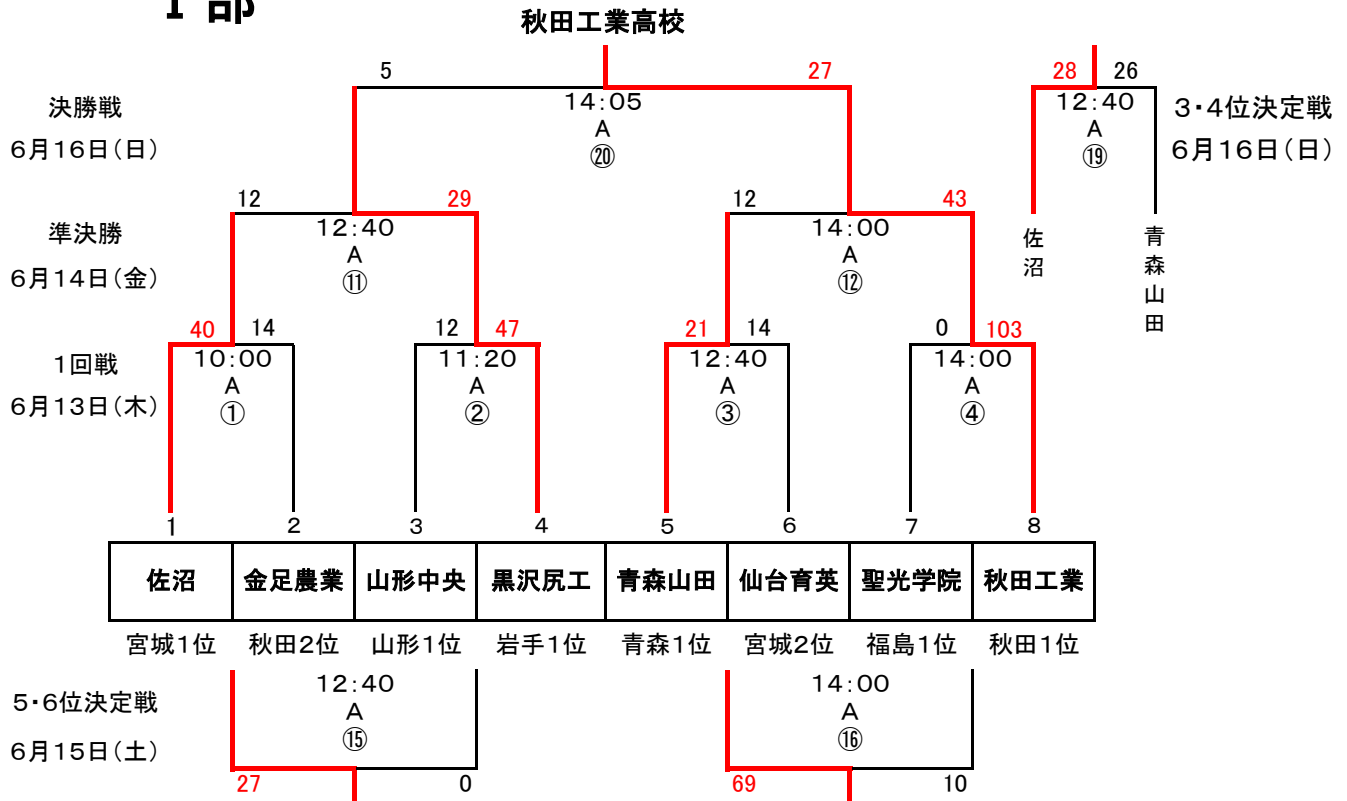 1部
秋田工業高校
5 27 28 26
決勝戦 14:05 12:40 3・4位決定戦
6月16日(日) A A 6月16日(日)
⑳ ⑲
12 29 12 43
準決勝 12:40 14:00 佐沼 青森山田
6月14日(金) A A
⑪ ⑫
40 14 12 47 21 14 0 103
1回戦 10:00 11:20 12:40 14:00
6月13日(木) A A A A
① ② ③ ④
1 2 3 4 5 6 7 8
佐沼 金足農業 山形中央 黒沢尻工 青森山田 仙台育英 聖光学院 秋田工業
宮城1位 秋田2位 山形1位 岩手1位 青森1位 宮城2位 福島1位 秋田1位
5・6位決定戦 12:40 14:00
6月15日(土) A A
⑮ ⑯
27 0 69 10